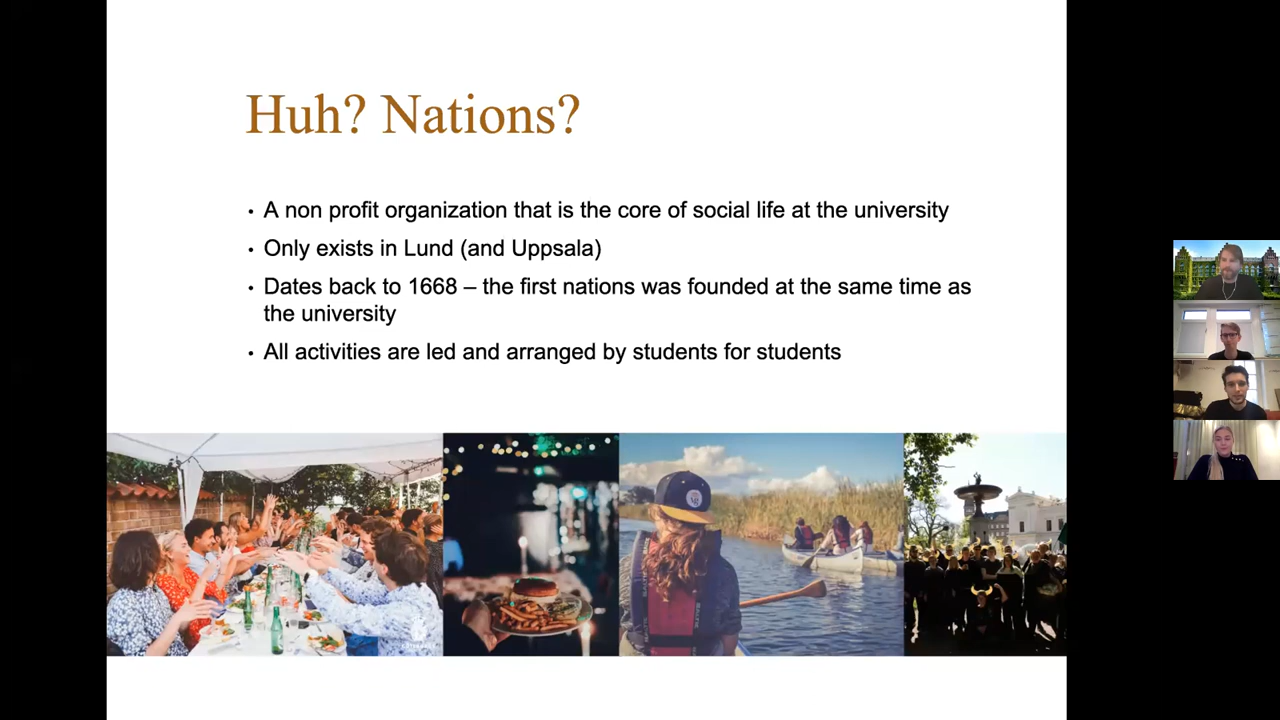 Huh? Nations?
• A non profit organization that is the core of social life at the university
• Only exists in Lund (and Uppsala)
• Dates back to 1668 – the first nations was founded at the same time as
the university
• All activities are led and arranged by students for students